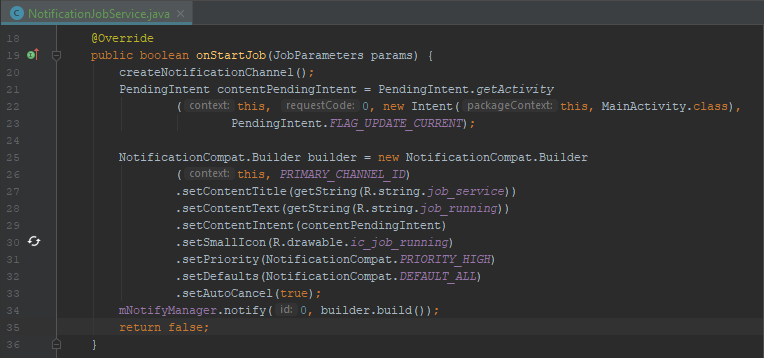 NotificationJobService.java
18 @Override
19 public boolean onStartJob(JobParameters params) {
20 createNotificationChannel();
21 PendingIntent contentPendingIntent = PendingIntent.getActivity
22 (context: this, requestCode: 0, new Intent(packageContext: this, MainActivity.class),
23 PendingIntent.FLAG_UPDATE_CURRENT);
24
25 NotificationCompat.Builder builder = new NotificationCompat.Builder
26 (context: this, PRIMARY_CHANNEL_ID)
27 .setContentTitle(getString(R.string.job_service))
28 .setContentText(getString(R.string.job_running))
29 .setContentIntent(contentPendingIntent)
30 .setSmallIcon(R.drawable.ic_job_running)
31 .setPriority(NotificationCompat.PRIORITY_HIGH)
32 .setDefaults(NotificationCompat.DEFAULT_ALL)
33 .setAutoCancel(true);
34 mNotifyManager.notify(id: 0, builder.build());
35 return false;
36 }